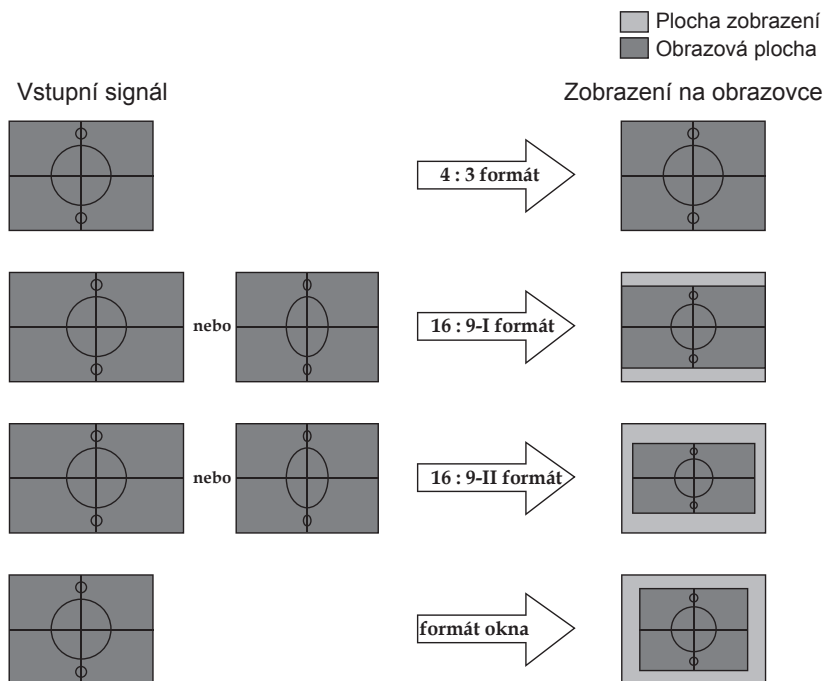 Plocha zobrazení
Obrazová plocha
Vstupní signál
Zobrazení na obrazovce
4 : 3 formát
nebo
16 : 9-I formát
nebo
16 : 9-II formát
formát okna